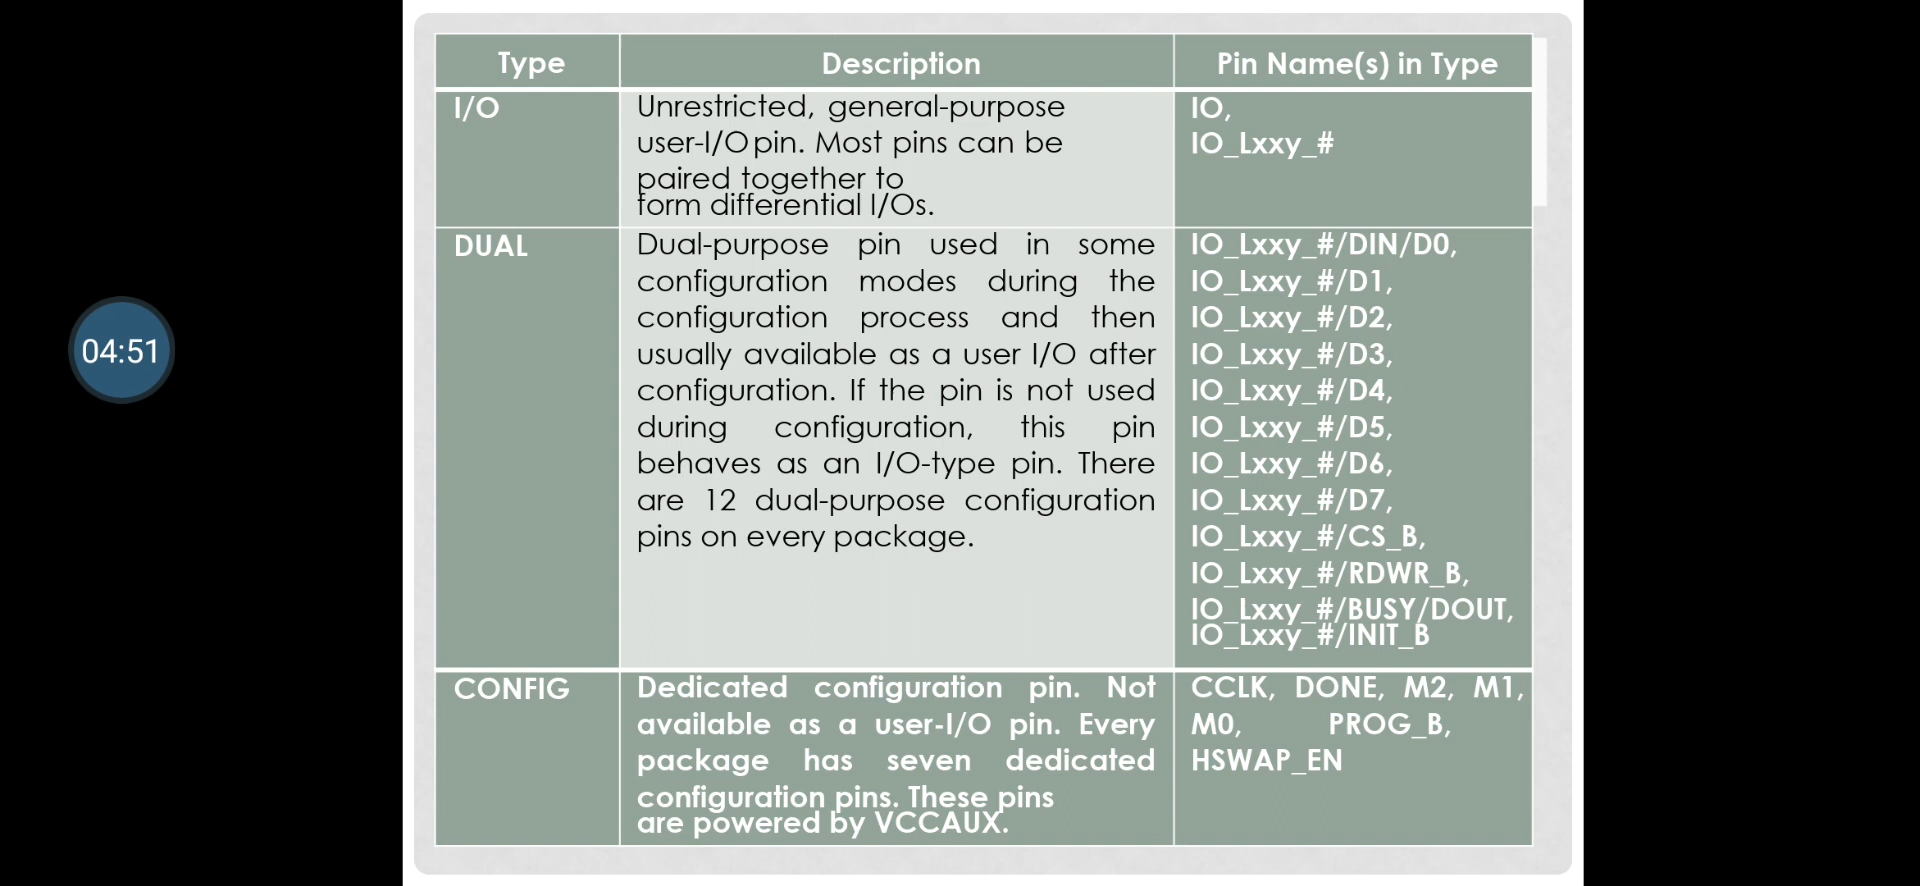 04:51
Type Description Pin Name(s) in Type
I/O
Unrestricted, general-purpose
user-I/O pin. Most pins can be
paired together to
form differential I/Os.
IO,
IO_Lxxy_#
DUAL
Dual-purpose pin used in some
configuration modes during the
configuration process and then
usually available as a user I/O after
configuration. If the pin is not used
during configuration, this pin
behaves as an I/O-type pin. There
are 12 dual-purpose configuration
pins on every package.
IO_Lxxy_#/DIN/D0,
IO_Lxxy_#/D1,
IO_Lxxy_#/D2,
IO_Lxxy_#/D3,
IO_Lxxy_#/D4,
IO_Lxxy_#/D5,
IO_Lxxy_#/D6,
IO_Lxxy_#/D7,
IO_Lxxy_#/CS_B,
IO_Lxxy_#/RDWR_B,
IO_Lxxy_#/BUSY/DOUT,
IO_Lxxy_#/INIT_B
CONFIG
Dedicated configuration pin. Not
available as a user-I/O pin. Every
package has seven dedicated
configuration pins. These pins
are powered by VCCAUX.
CCLK, DONE, M2, M1,
M0, PROG_B,
HSWAP_EN